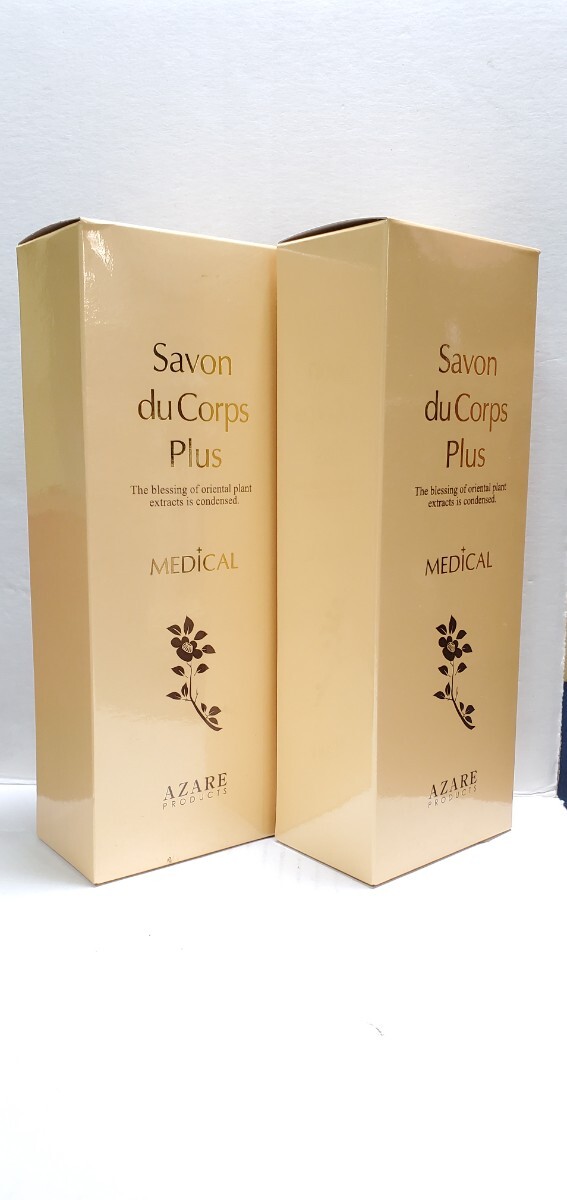 Savon
du Corps
Plus
The blessing of oriental plant
extracts is condensed.
MEDICAL
AZARE
PRODUCTS
Savon
du Corps
Plus
The blessing of oriental plant
extracts is condensed.
MEDICAL
AZARE
PRODUCTS